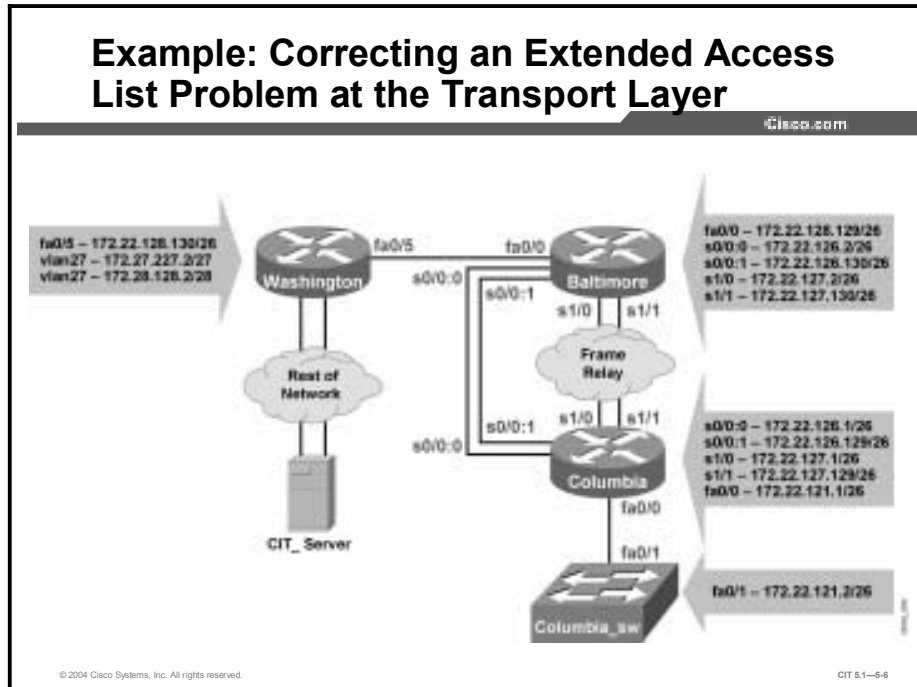 Example: Correcting an Extended Access
List Problem at the Transport Layer
Cisco.com
fa0/5 – 172.22.128.130/26
vlan27 – 172.27.227.2/27
vlan27 – 172.28.128.2/28
Washington
fa0/5
fa0/0
Baltimore
fa0/0 – 172.22.128.129/26
s0/0:0 – 172.22.126.2/26
s0/0:1 – 172.22.126.130/26
s1/0 – 172.22.127.2/26
s1/1 – 172.22.127.130/26
s0/0:0
s0/0:1
s1/0
s1/1
Rest of
Network
Frame
Relay
s1/0
s1/1
s0/0:1
s0/0:0
Columbia
s0/0:0 – 172.22.126.1/26
s0/0:1 – 172.22.126.129/26
s1/0 – 172.22.127.1/26
s1/1 – 172.22.127.129/26
fa0/0 – 172.22.121.1/26
CIT_ Server
fa0/0
fa0/1
Columbia_sw
fa0/1 – 172.22.121.2/26
© 2004 Cisco Systems, Inc. All rights reserved.
CIT 5.1—5-6